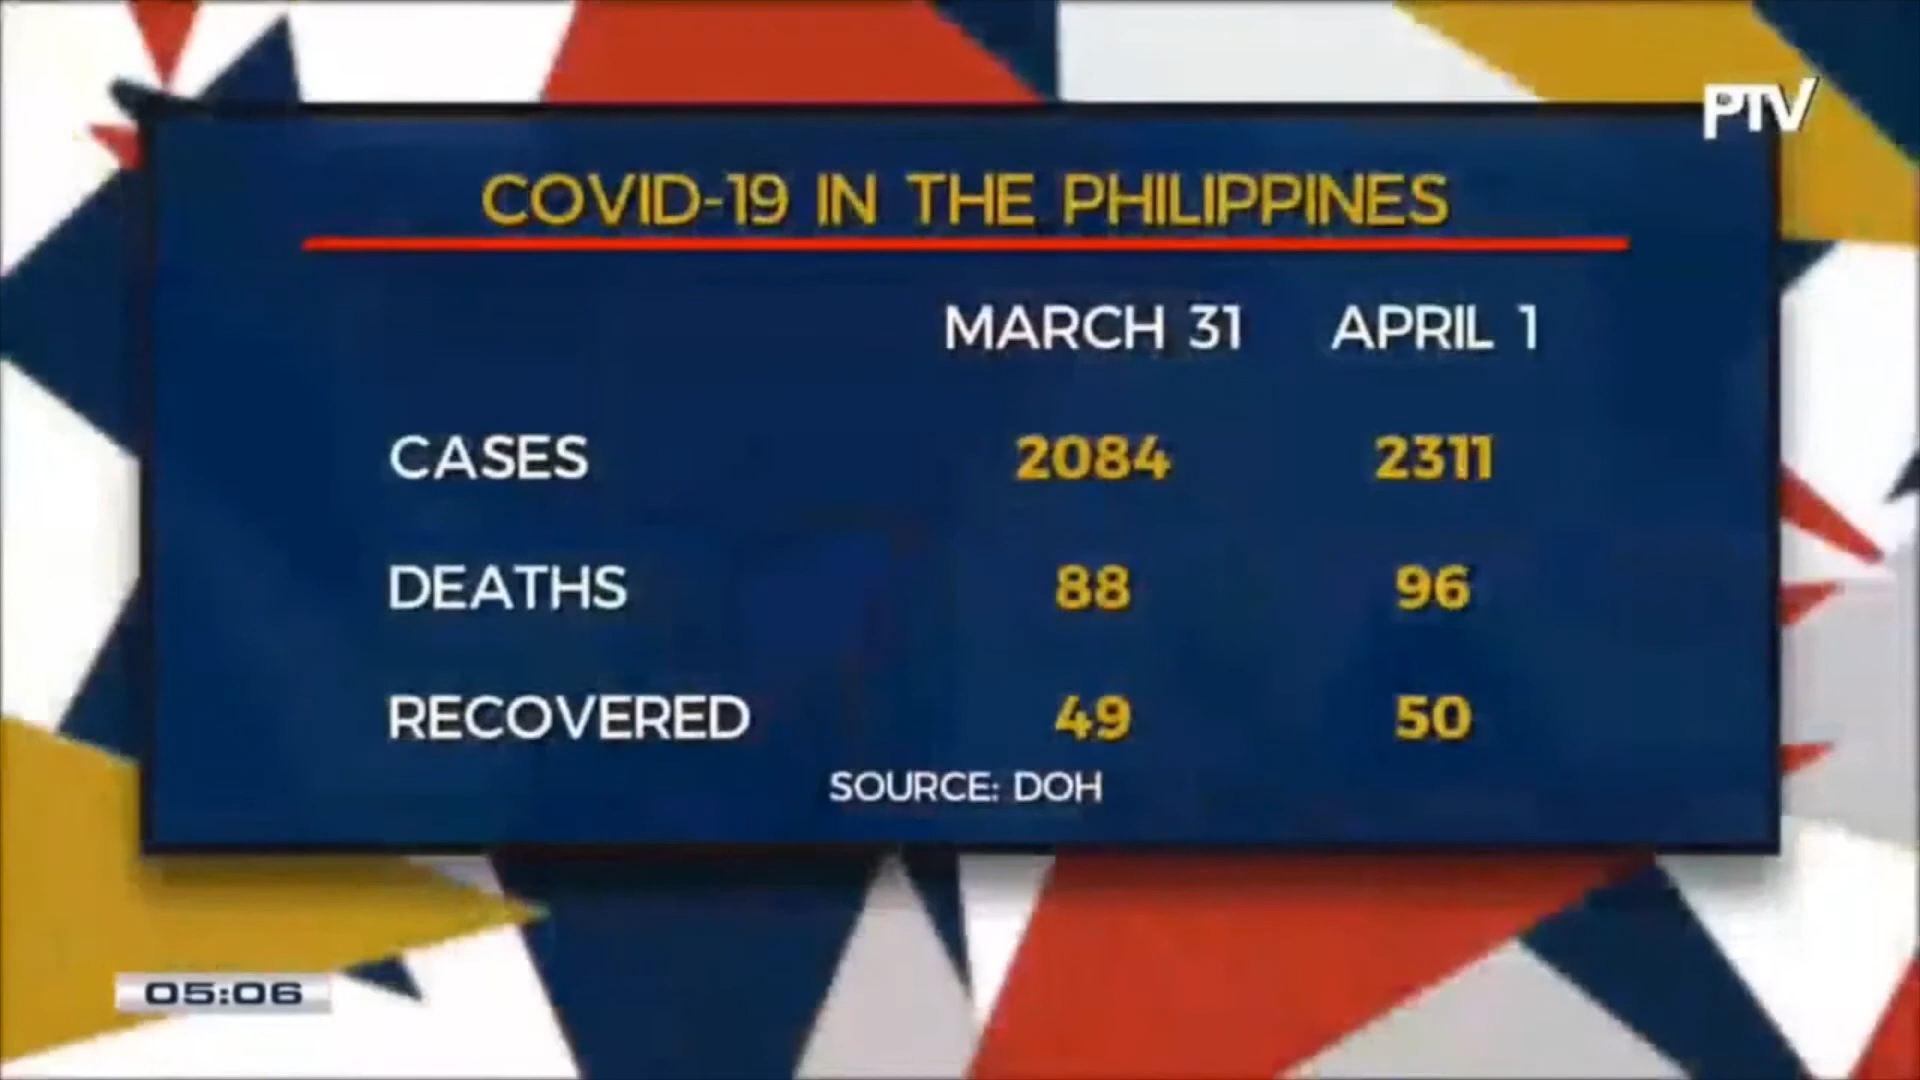 PTV
COVID-19 IN THE PHILIPPINES
MARCH 31 APRIL 1
CASES 2084 2311
DEATHS 88 96
RECOVERED 49 50
SOURCE: DOH
05:06